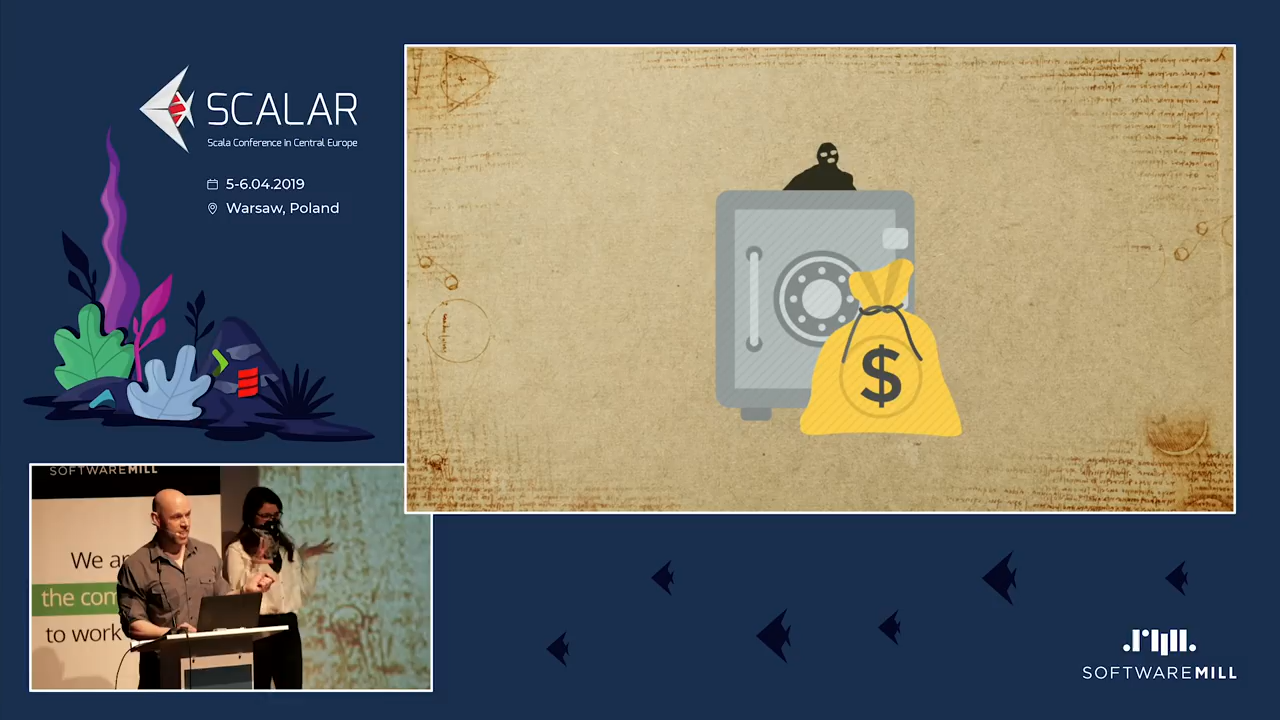 SCALAR
Scala Conference in Central Europe
5-6.04.2019
Warsaw, Poland
$
SOFTWAREMILL
We ar
the com
to work
SOFTWAREMILL